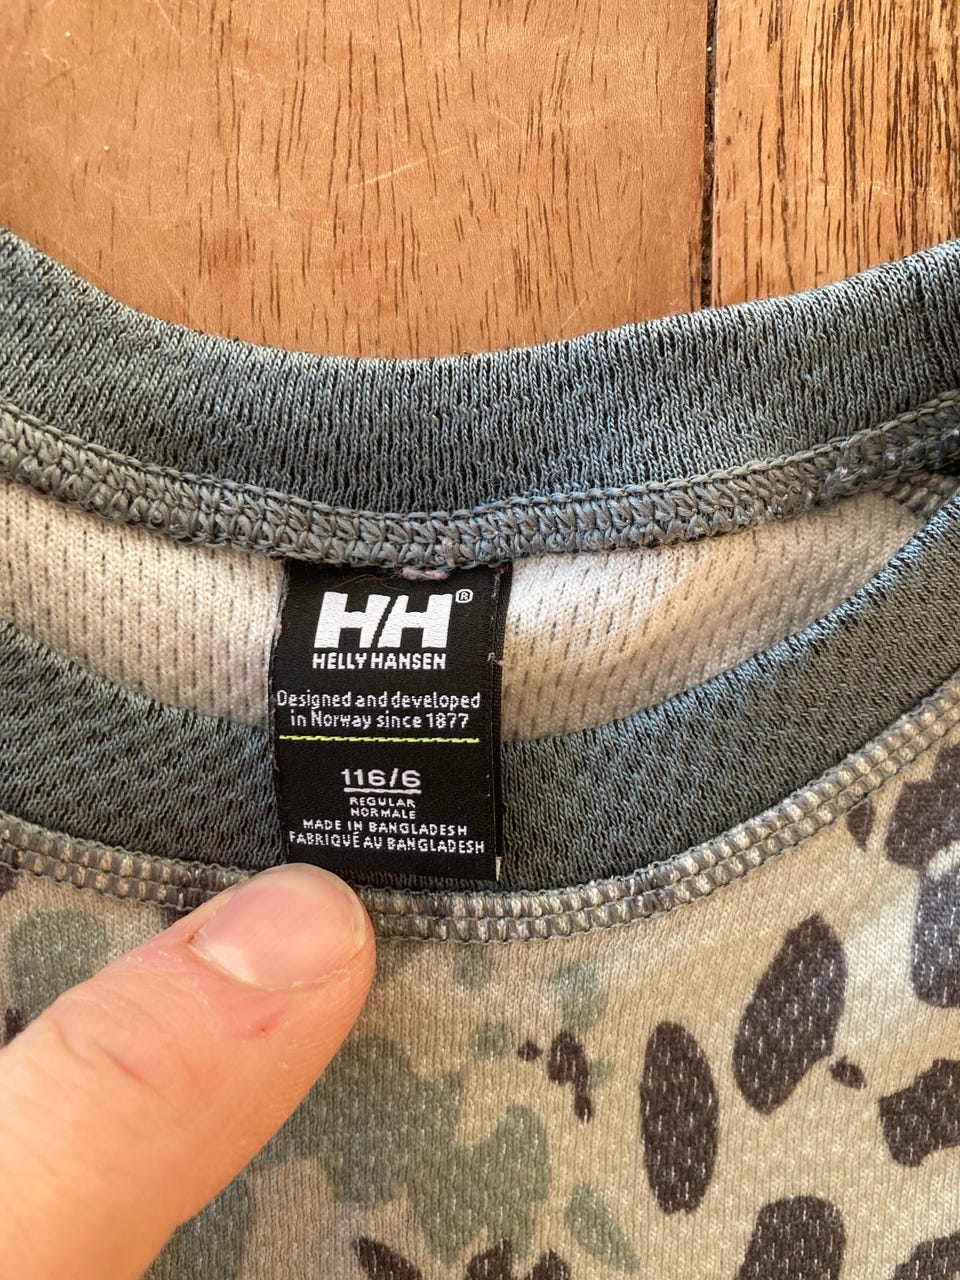 HH®
HELLY HANSEN
Designed and developed
in Norway since 1877
116/6
REGULAR
NORMALE
MADE IN BANGLADESH
FABRIQUÉ AU BANGLADESH